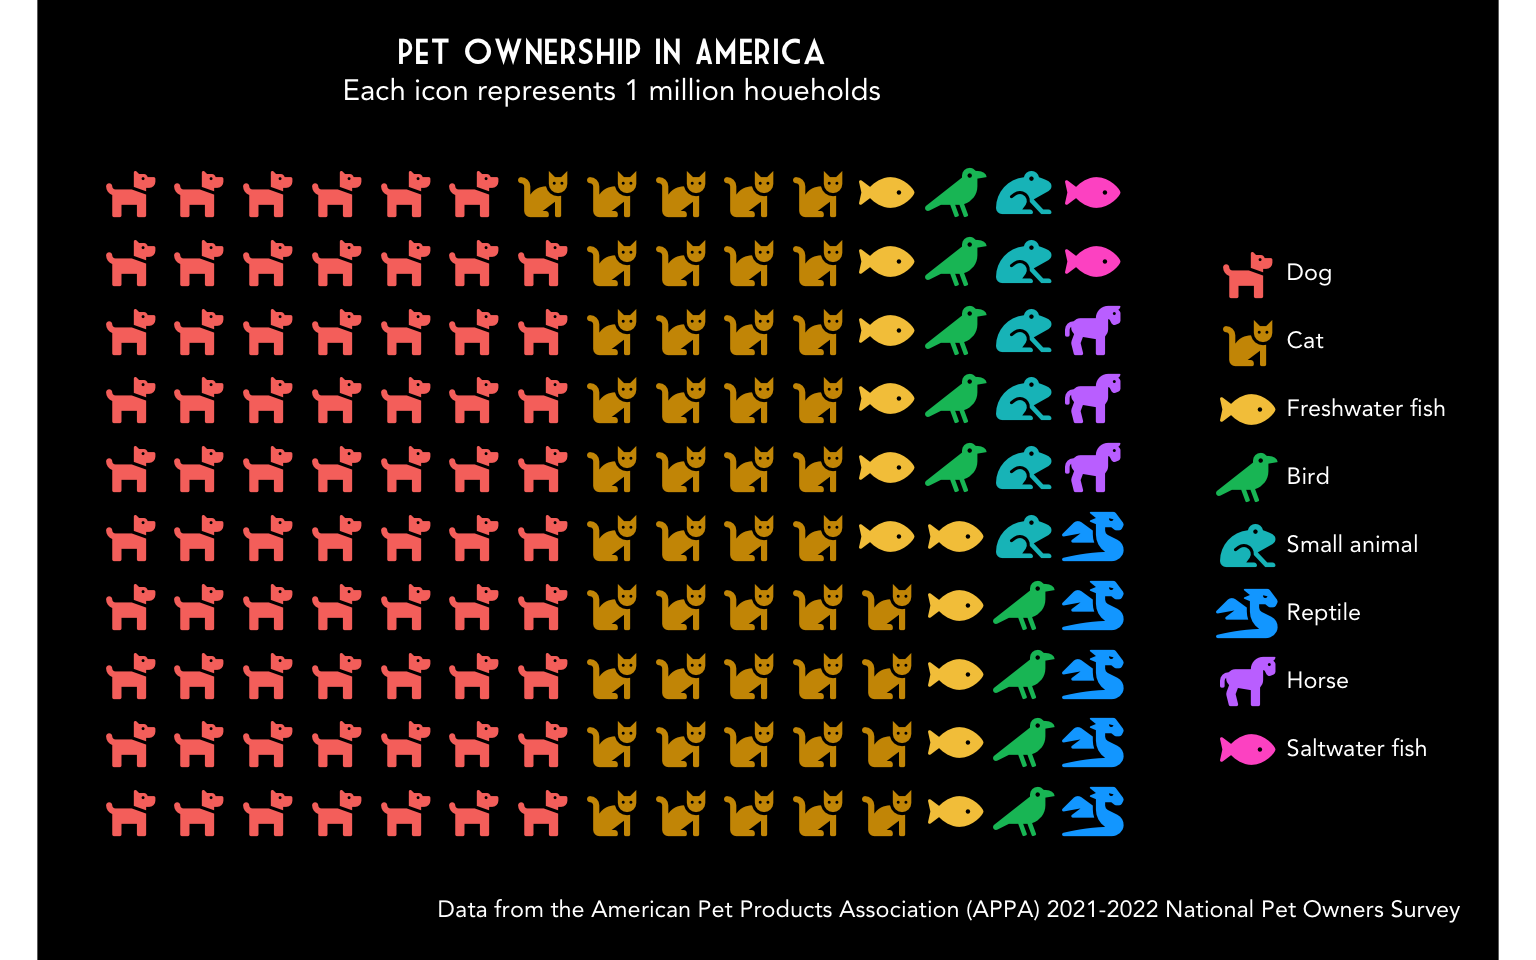 PET OWNERSHIP IN AMERICA
Each icon represents 1 million houeholds
Dog
Cat
Freshwater fish
Bird
Small animal
Reptile
Horse
Saltwater fish
Data from the American Pet Products Association (APPA) 2021-2022 National Pet Owners Survey